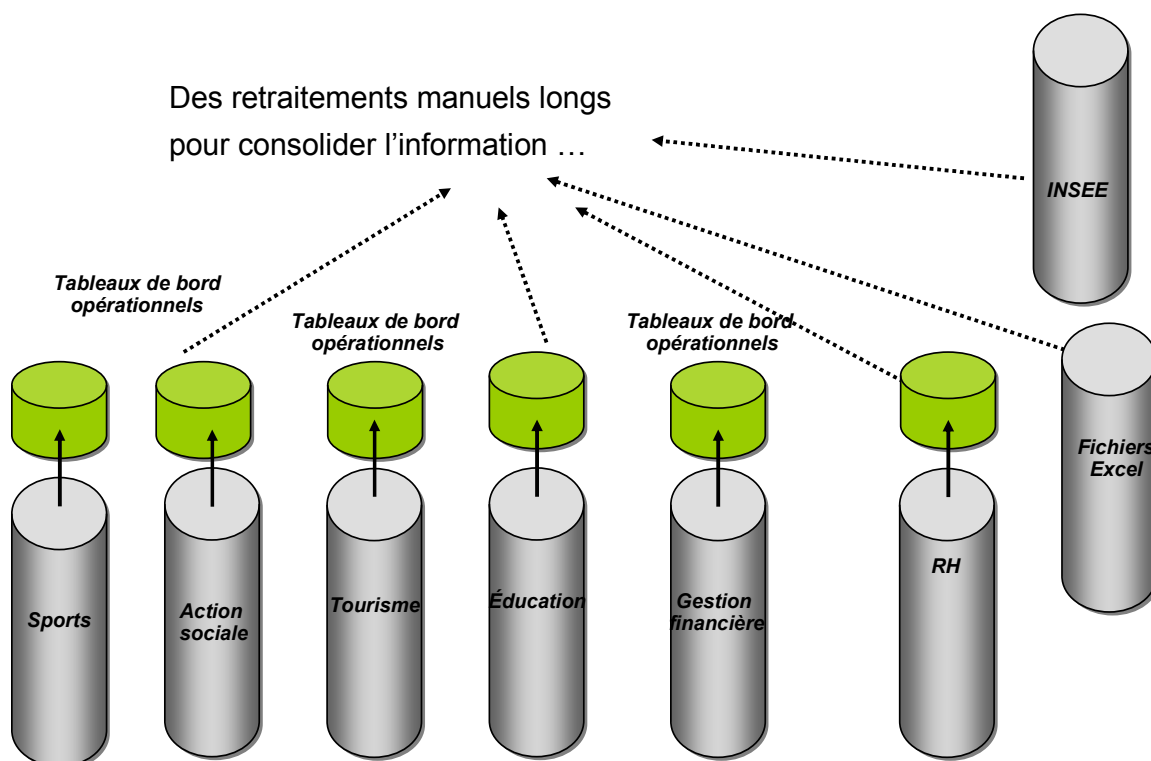 Des retraitements manuels longs
pour consolider l’information …
INSEE
Tableaux de bord
opérationnels
Tableaux de bord
opérationnels
Tableaux de bord
opérationnels
Fichiers
Excel
RH
Sports
Action
sociale
Tourisme
Éducation
Gestion
financière